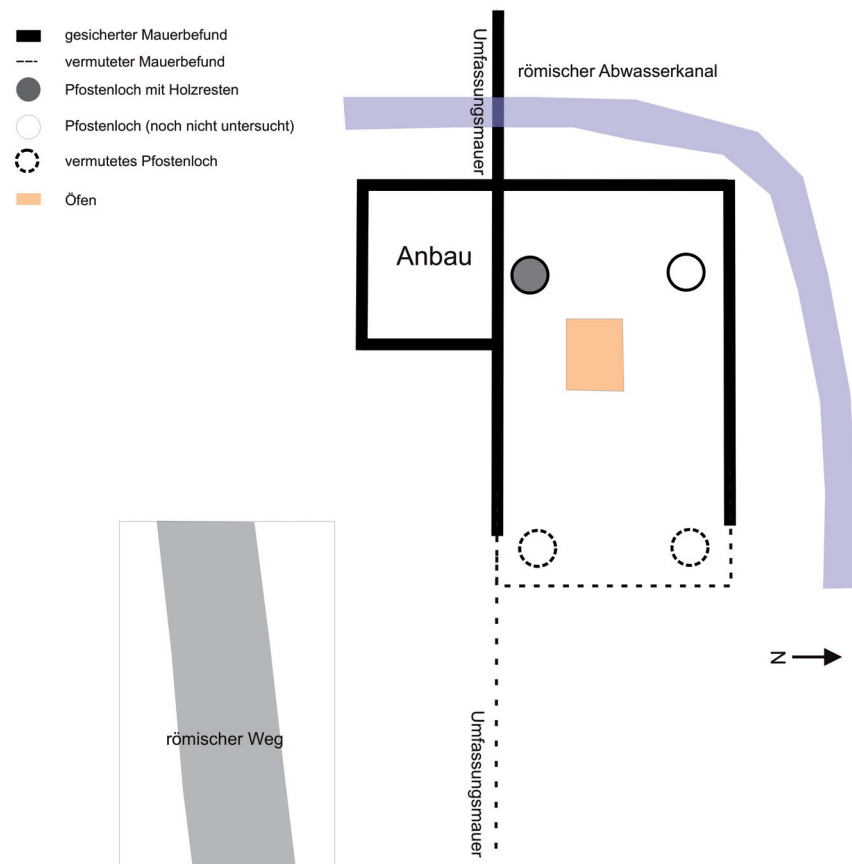 gesicherter Mauerbefund
vermuteter Mauerbefund
Pfostenloch mit Holzresten
Pfostenloch (noch nicht untersucht)
vermutetes Pfostenloch
Öfen
Umfassungsmauer
römischer Abwasserkanal
Anbau
N
römischer Weg
Umfassungsmauer